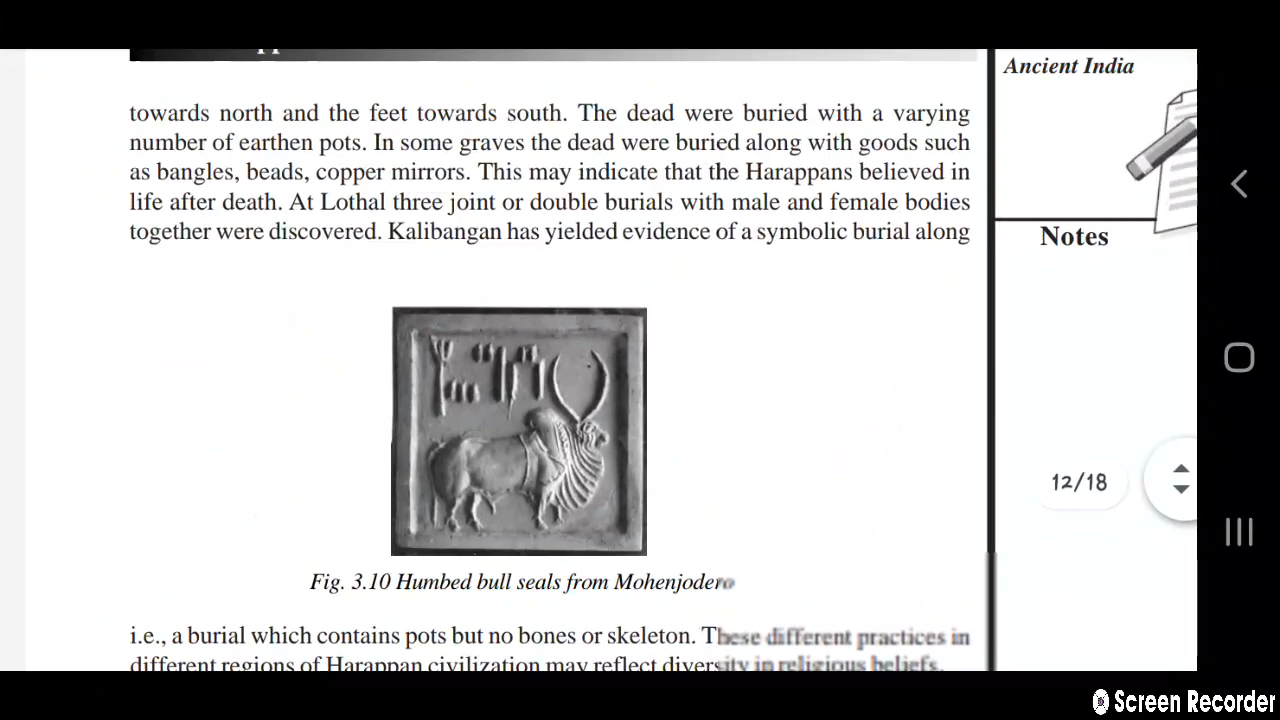 Ancient India
towards north and the feet towards south. The dead were buried with a varying
number of earthen pots. In some graves the dead were buried along with goods such
as bangles, beads, copper mirrors. This may indicate that the Harappans believed in
life after death. At Lothal three joint or double burials with male and female bodies
together were discovered. Kalibangan has yielded evidence of a symbolic burial along
Notes
12/18
Fig. 3.10 Humbed bull seals from Mohenjodero
i.e., a burial which contains pots but no bones or skeleton. These different practices in
different regions of Harappan civilization may reflect diversity in religious beliefs.
Screen Recorder